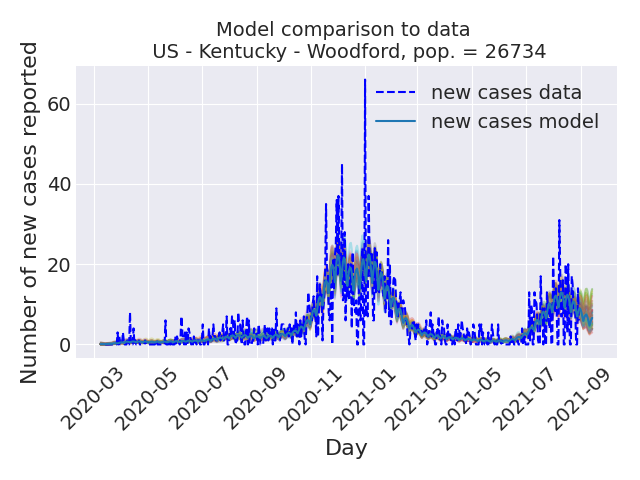 Model comparison to data
US - Kentucky - Woodford, pop. = 26734
Number of new cases reported
60
40
20
0
new cases data
new cases model
2020-03
2020-05
2020-07
2020-09
2020-11
2021-01
2021-03
2021-05
2021-07
2021-09
Day